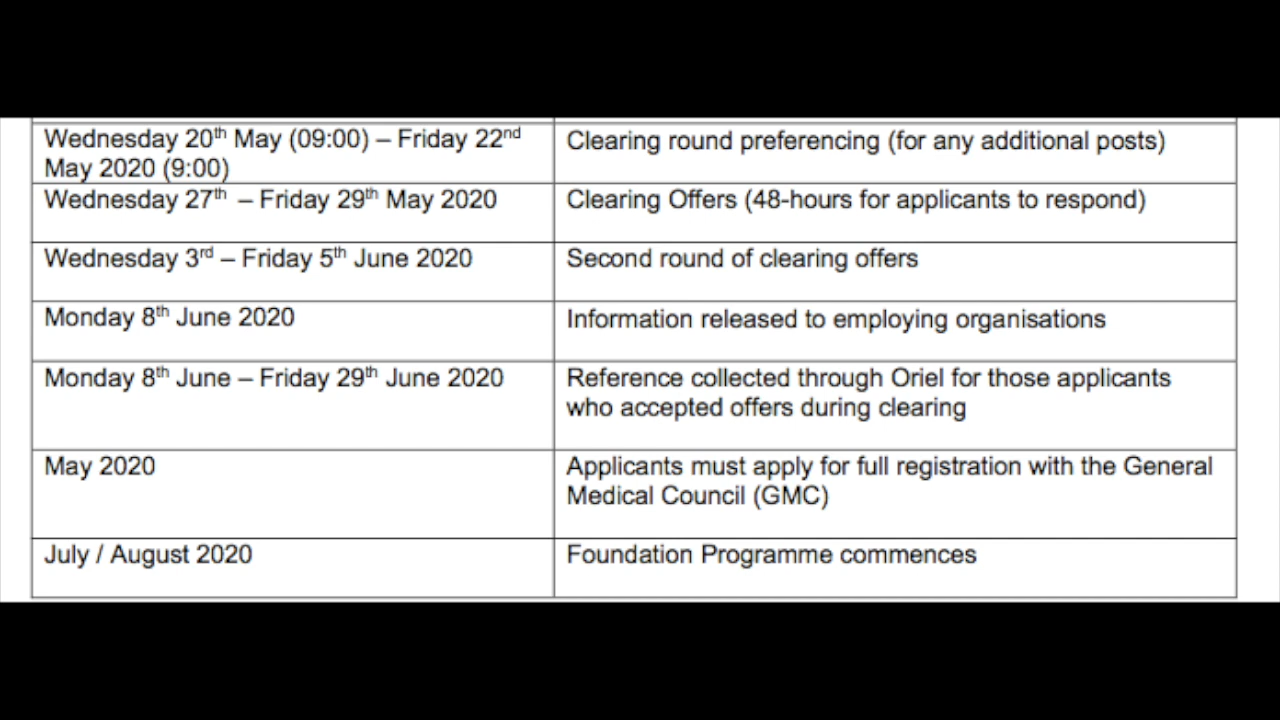 Wednesday 20th May (09:00) – Friday 22nd
May 2020 (9:00)
Clearing round preferencing (for any additional posts)
Wednesday 27th – Friday 29th May 2020
Clearing Offers (48-hours for applicants to respond)
Wednesday 3rd – Friday 5th June 2020
Second round of clearing offers
Monday 8th June 2020
Information released to employing organisations
Monday 8th June – Friday 29th June 2020
Reference collected through Oriel for those applicants
who accepted offers during clearing
May 2020
Applicants must apply for full registration with the General
Medical Council (GMC)
July / August 2020
Foundation Programme commences